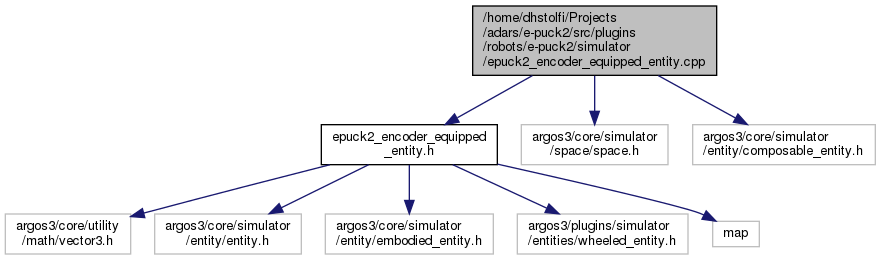 /home/dhstolfi/Projects
/adars/e-puck2/src/plugins
/robots/e-puck2/simulator
/epuck2_encoder_equipped_entity.cpp
epuck2_encoder_equipped
_entity.h
argos3/core/simulator
/space/space.h
argos3/core/simulator
/entity/composable_entity.h
argos3/core/utility
/math/vector3.h
argos3/core/simulator
/entity/entity.h
argos3/core/simulator
/entity/embodied_entity.h
argos3/plugins/simulator
/entities/wheeled_entity.h
map